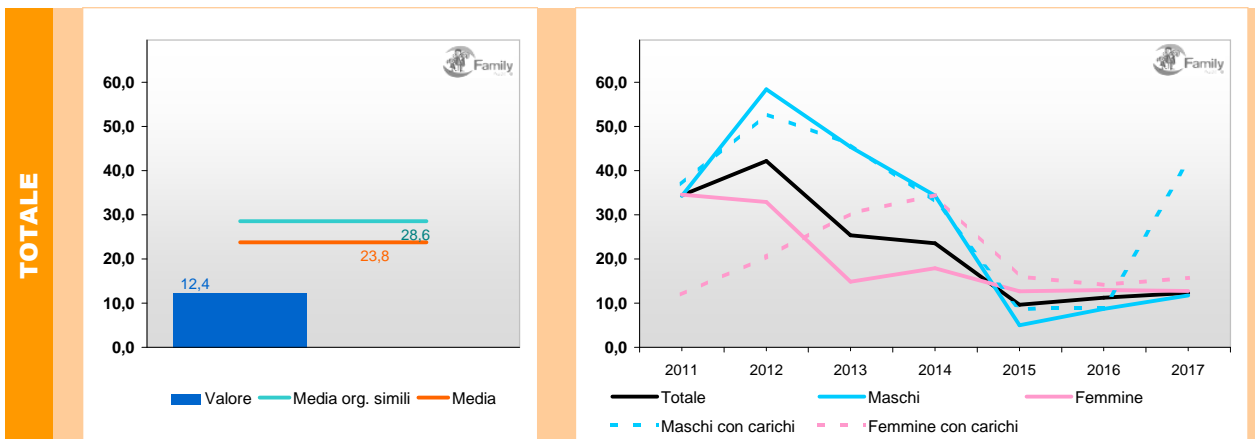 TOTALE
Family
60,0
50,0
40,0
30,0
20,0
10,0
0,0
28,6
23,8
12,4
Valore Media org. simili Media
Family
60,0
50,0
40,0
30,0
20,0
10,0
0,0
2011 2012 2013 2014 2015 2016 2017
Totale Maschi Femmine
Maschi con carichi Femmine con carichi